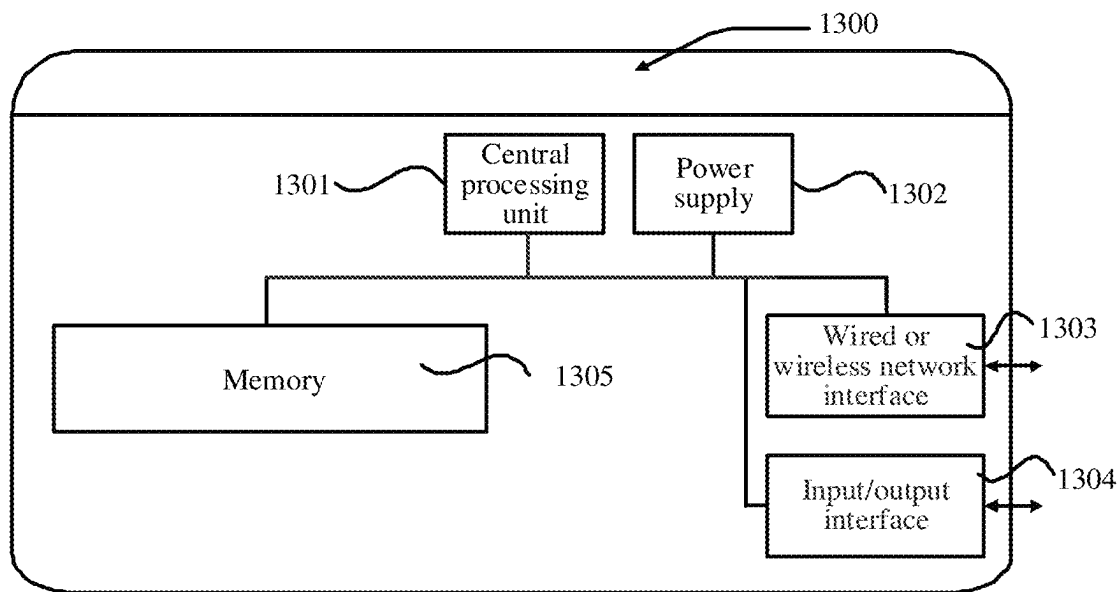 1300
Central
processing
unit
Power
supply
1301
1302
Wired or
wireless network
interface
1303
Memory
1305
Input/output
interface
1304